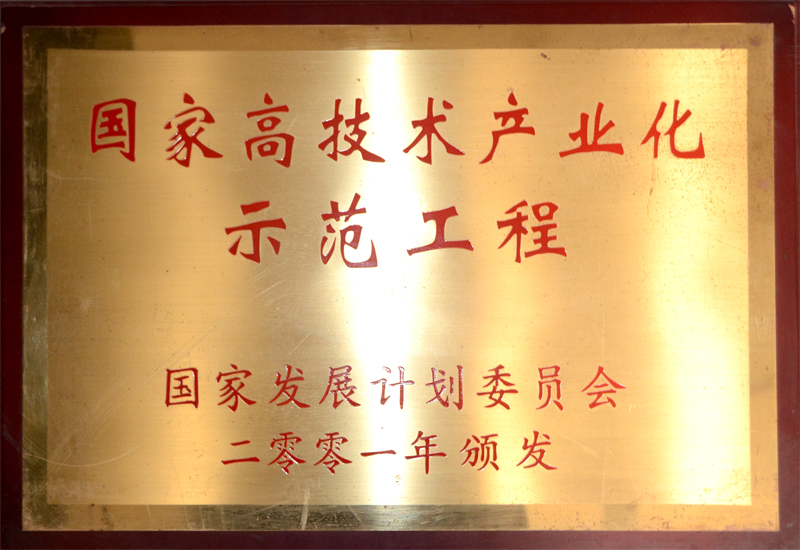 国家高技术产业化
示范工程
国家发展计划委员会
二零零一年颁发